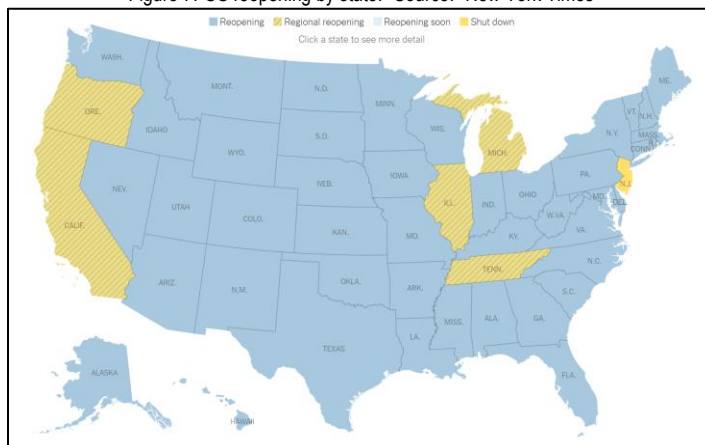 Figure 1: US reopening by state. Source: New York Times
Reopening Regional reopening Reopening soon Shut down
Click a state to see more detail
WASH.
ORE.
CALIF.
NEV.
IDAHO
MONT.
WYO.
UTAH
ARIZ.
COLO.
N.M.
N.D.
S.D.
NEB.
KAN.
OKLA.
TEXAS
MINN.
IOWA
MO.
ARK.
LA.
WIS.
ILL.
MICH.
IND.
OHIO
KY.
TENN.
MISS.
ALA.
GA.
FLA.
S.C.
N.C.
VA.
W.VA.
MD.
DEL.
PA.
N.J.
N.Y.
CONN.
R.I.
MASS.
VT.
N.H.
ME.
ALASKA
HAWAII